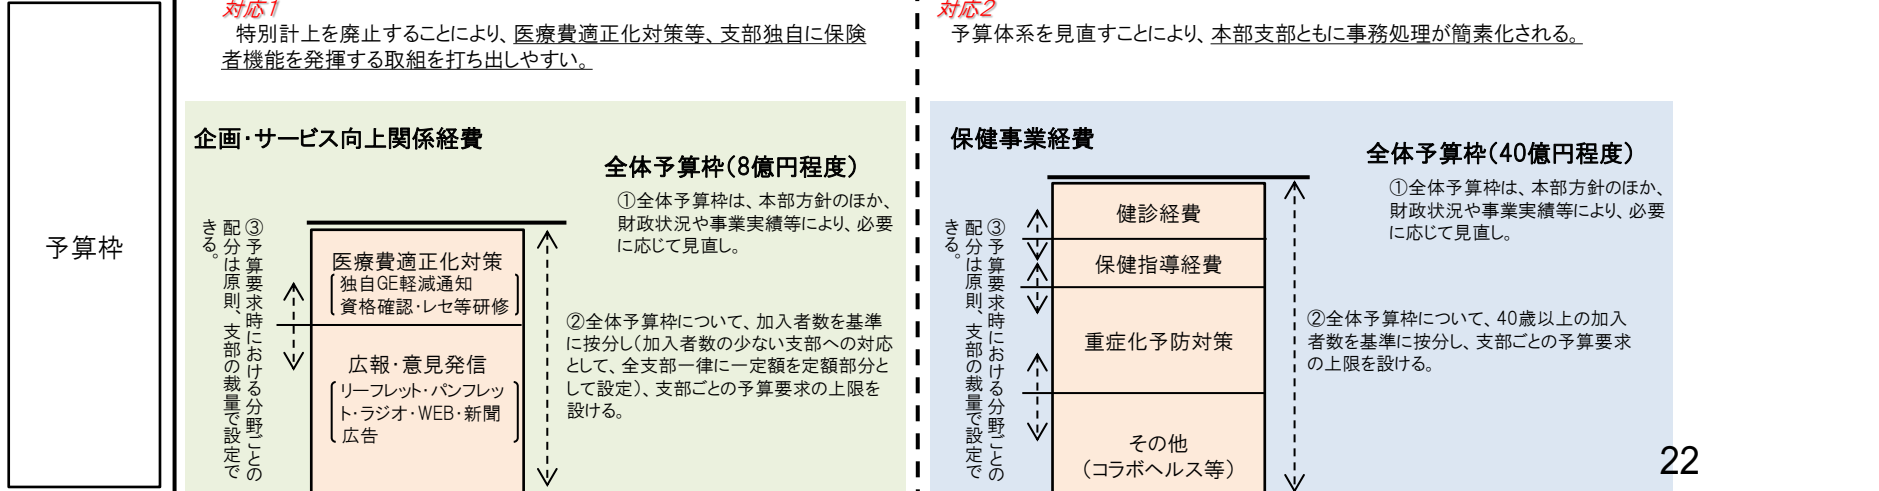 予算枠
対応1
特別計上を廃止することにより、医療費適正化対策等、支部独自に保険
者機能を発揮する取組を打ち出しやすい。
企画・サービス向上関係経費
全体予算枠(8億円程度)
①全体予算枠は、本部方針のほか、
財政状況や事業実績等により、必要
に応じて見直し。
③予算要求時における分野ごとの
配分は原則、支部の裁量で設定で
きる。
医療費適正化対策
独自GE軽減通知
資格確認・レセ等研修
広報・意見発信
リーフレット・パンフレッ
ト・ラジオ・WEB・新聞
広告
②全体予算枠について、加入者数を基準
に按分し(加入者数の少ない支部への対応
として、全支部一律に一定額を定額部分と
して設定)、支部ごとの予算要求の上限を
設ける。
対応2
予算体系を見直すことにより、本部支部ともに事務処理が簡素化される。
保健事業経費
全体予算枠(40億円程度)
①全体予算枠は、本部方針のほか、
財政状況や事業実績等により、必要
に応じて見直し。
③予算要求時における分野ごとの
配分は原則、支部の裁量で設定で
きる。
健診経費
保健指導経費
重症化予防対策
その他
(コラボヘルス等)
②全体予算枠について、40歳以上の加入
者数を基準に按分し、支部ごとの予算要求
の上限を設ける。
22